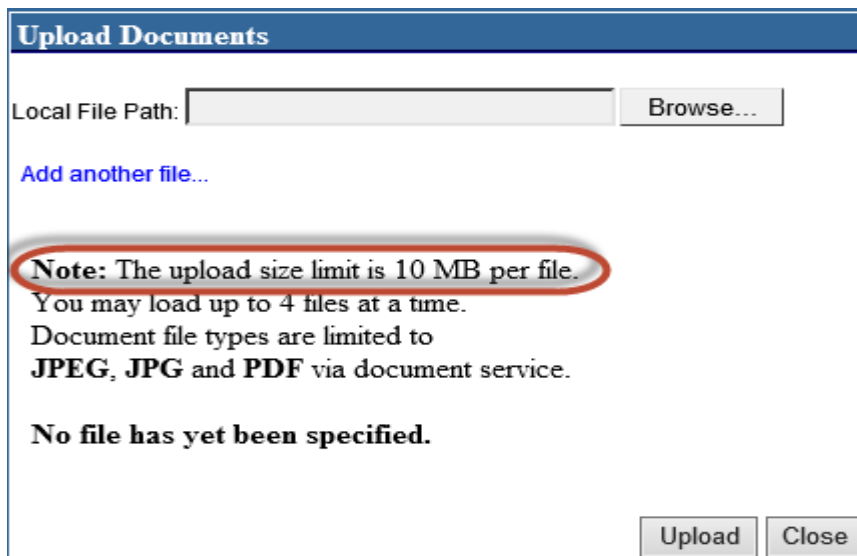 Upload Documents
Local File Path: Browse...
Add another file...
Note: The upload size limit is 10 MB per file.
You may load up to 4 files at a time.
Document file types are limited to
JPEG, JPG and PDF via document service.
No file has yet been specified.
Upload Close